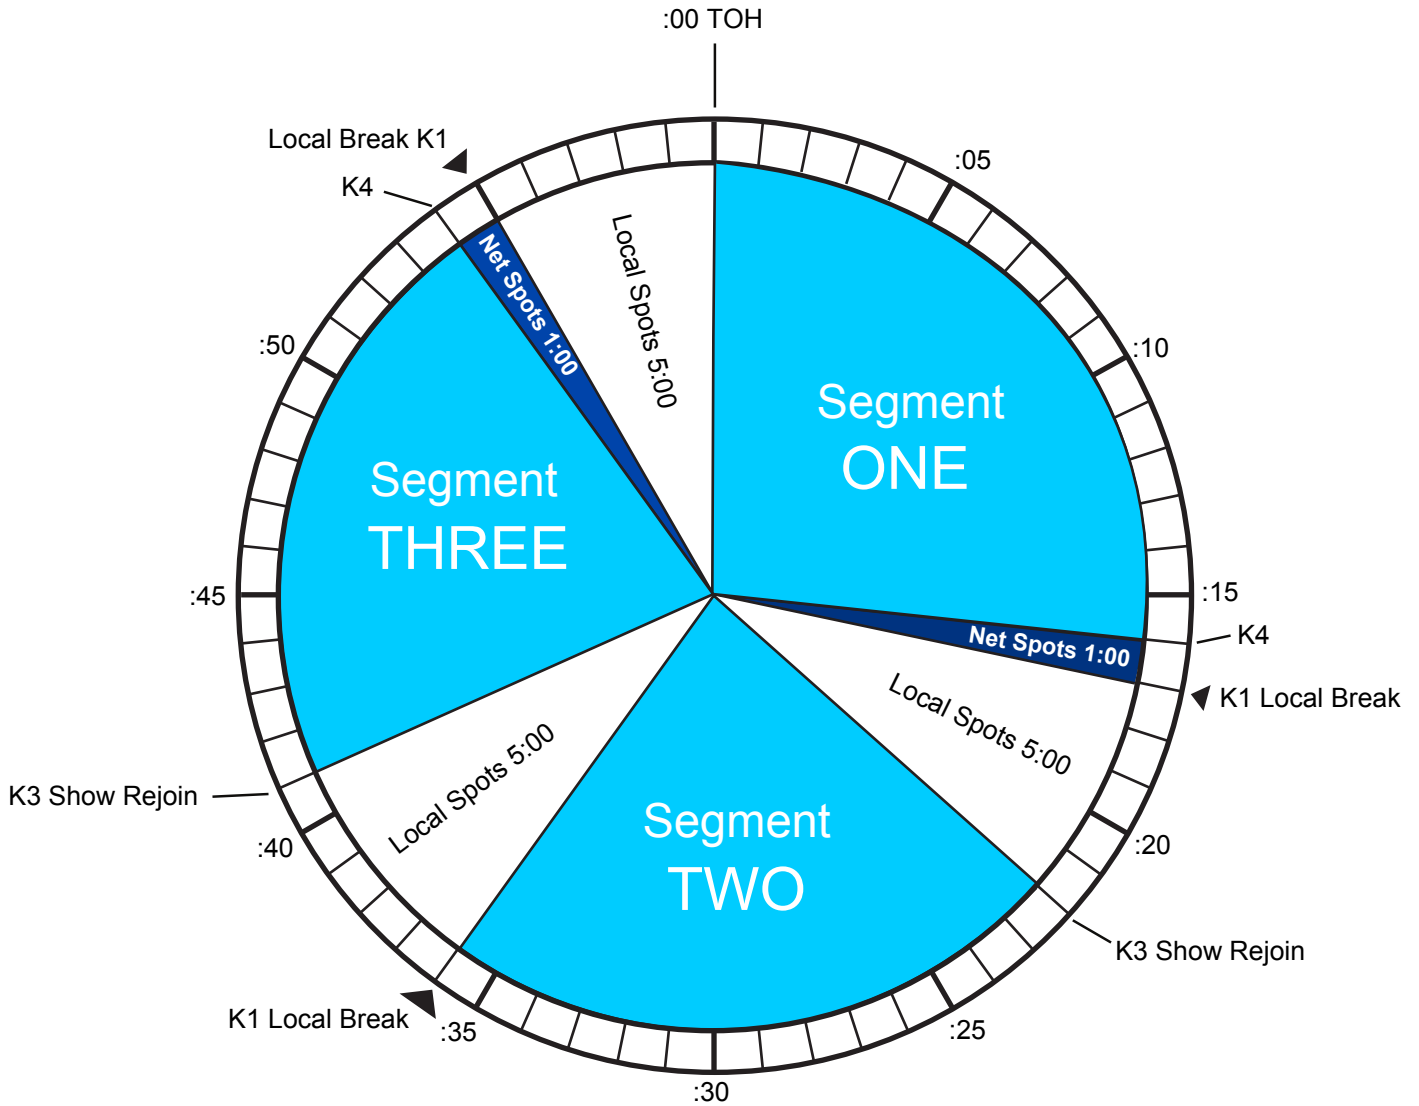 :00 TOH
Local Break K1
K4
:05
:10
:15
K4
K1 Local Break
:20
K3 Show Rejoin
:25
:30
:35
K1 Local Break
:40
K3 Show Rejoin
:45
:50
Segment
ONE
Net Spots 1:00
Local Spots 5:00
Segment
TWO
Local Spots 5:00
Segment
THREE
Net Spots 1:00
Local Spots 5:00